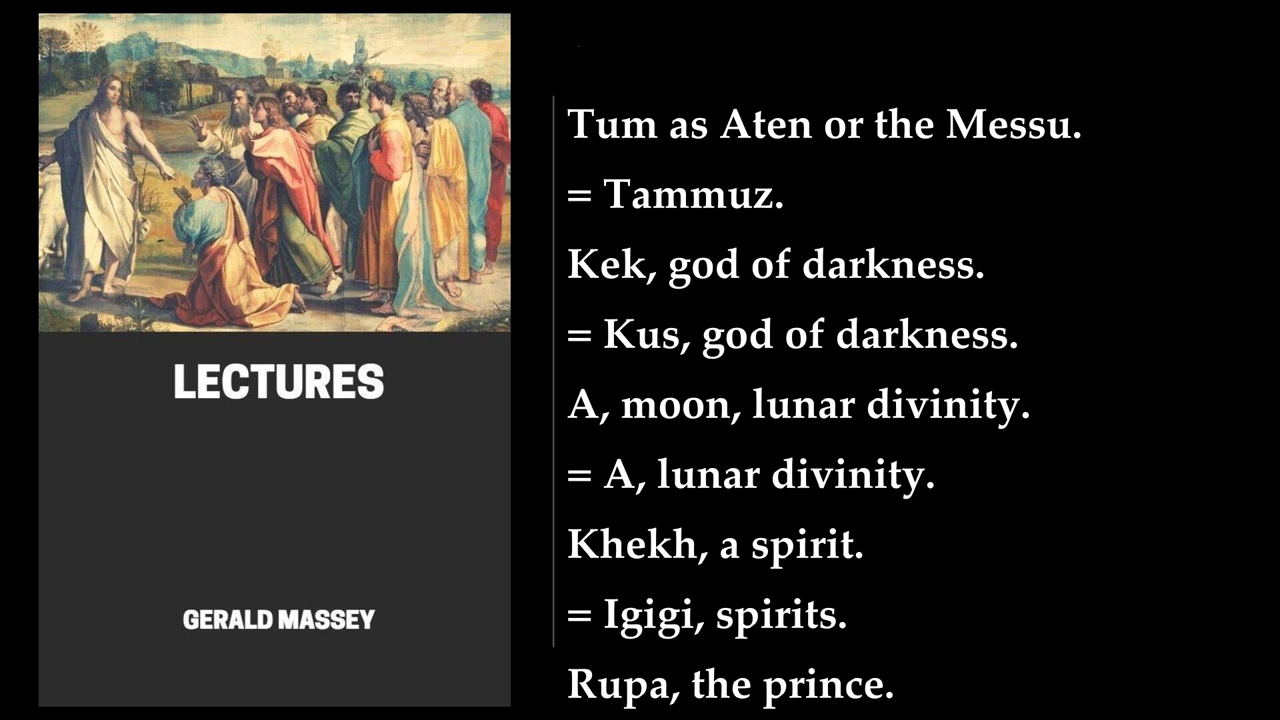 LECTURES
GERALD MASSEY
Tum as Aten or the Messu.
= Tammuz.
Kek, god of darkness.
= Kus, god of darkness.
A, moon, lunar divinity.
= A, lunar divinity.
Khekh, a spirit.
= Igigi, spirits.
Rupa, the prince.